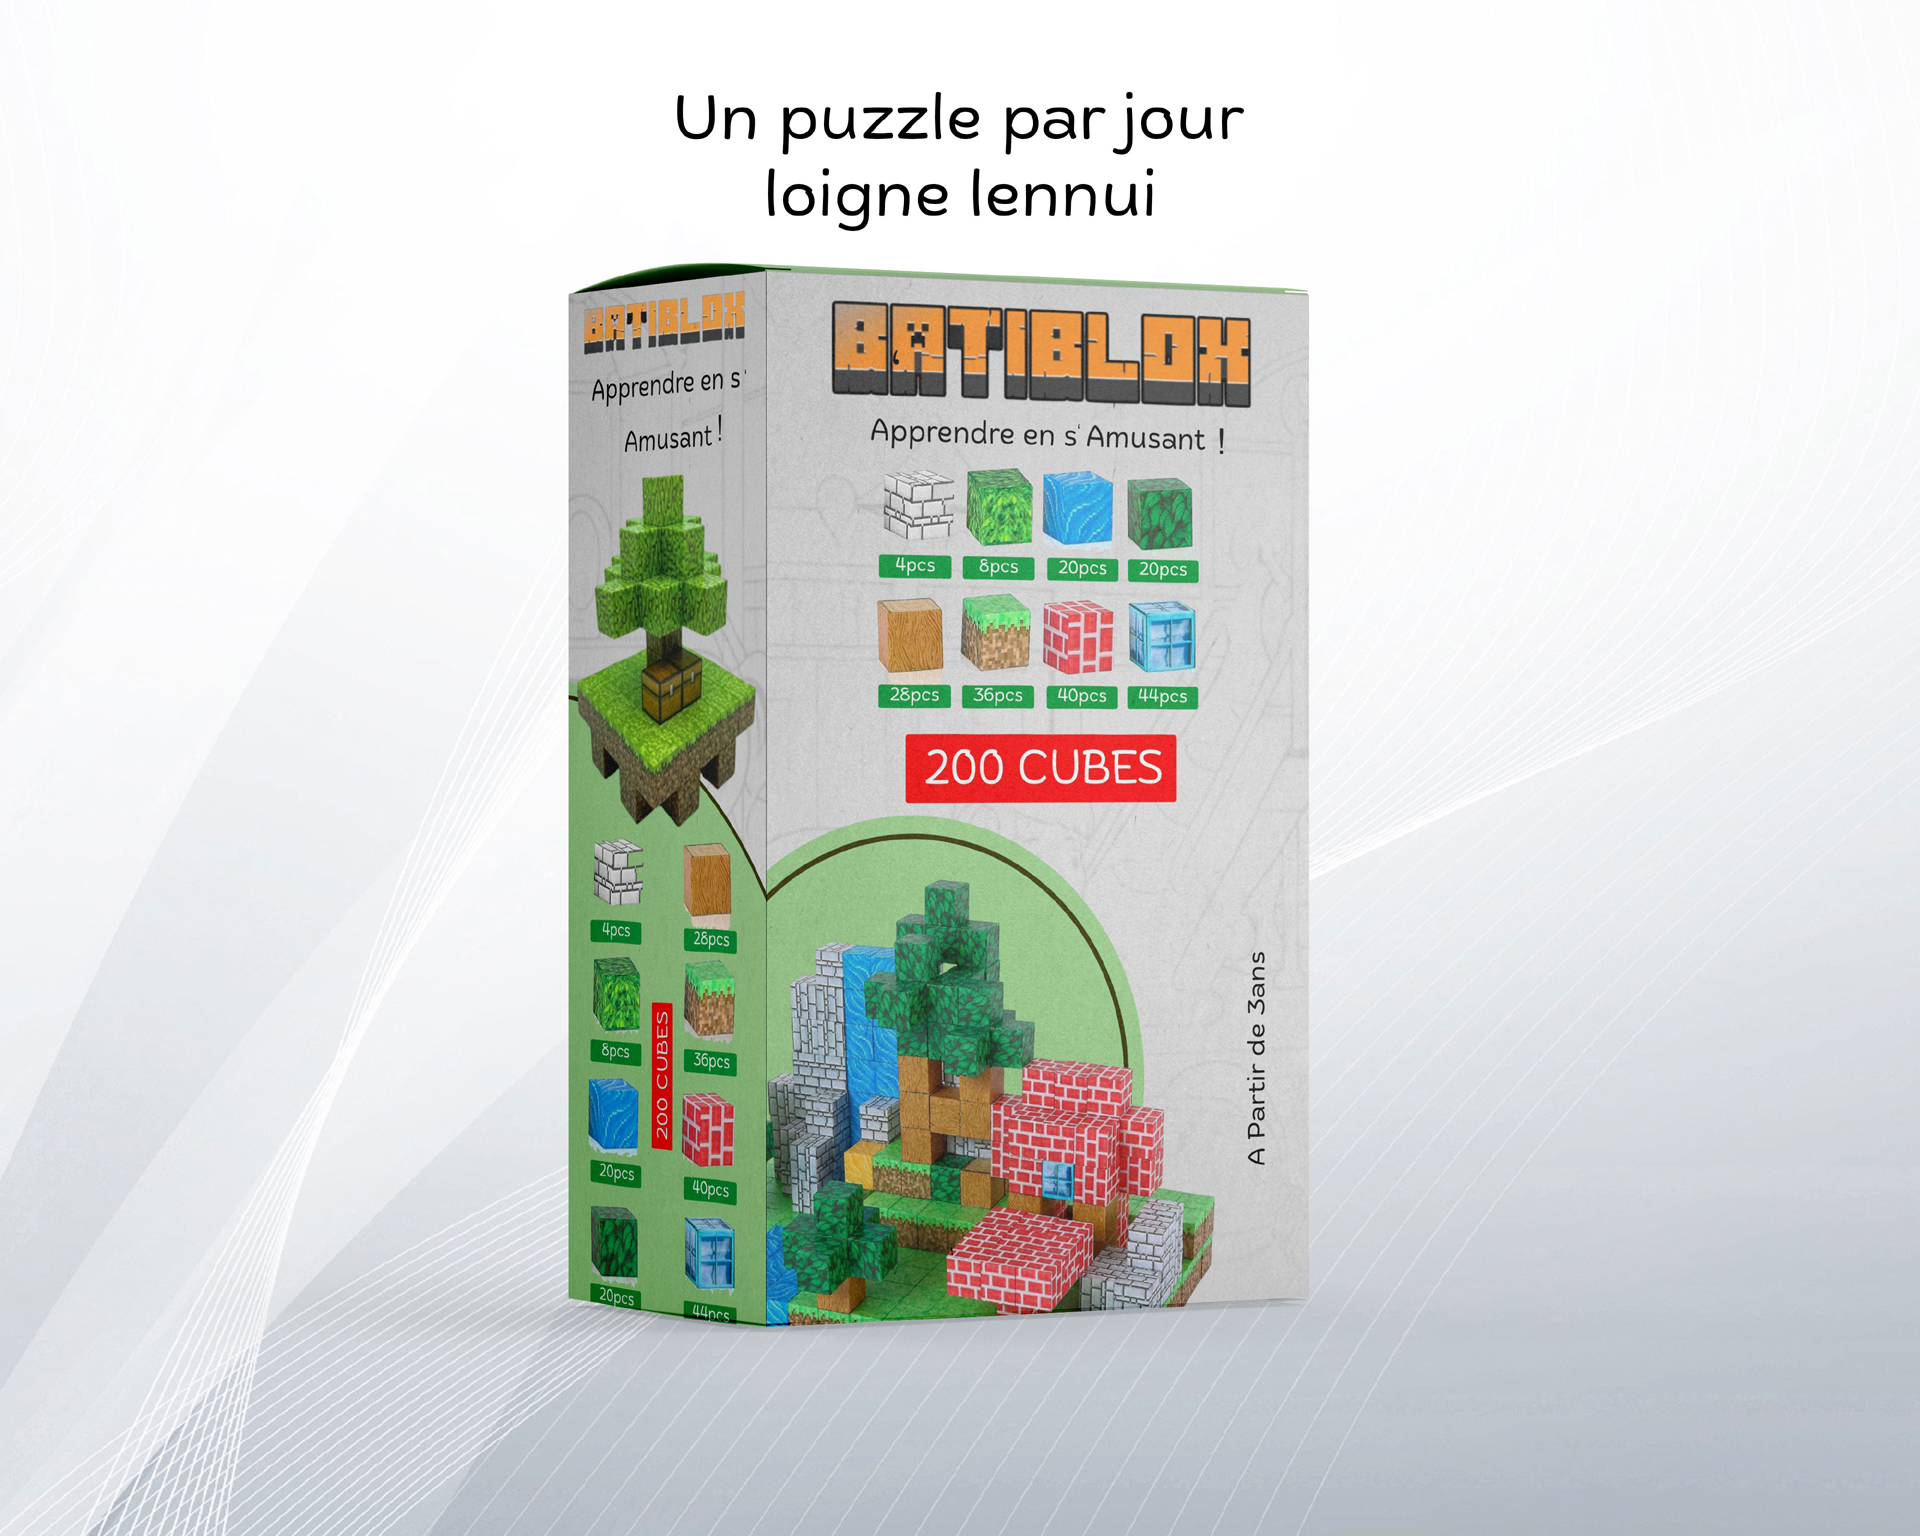 Un puzzle par jour
loigne lennui
BATIBLOX
Apprendre en s'
Amusant !
4pcs
28pcs
8pcs
36pcs
200 CUBES
20pcs
40pcs
20pcs
44pcs
BATIBLOX
Apprendre en s' Amusant !
4pcs 8pcs 20pcs 20pcs
28pcs 36pcs 40pcs 44pcs
200 CUBES
A Partir de 3ans